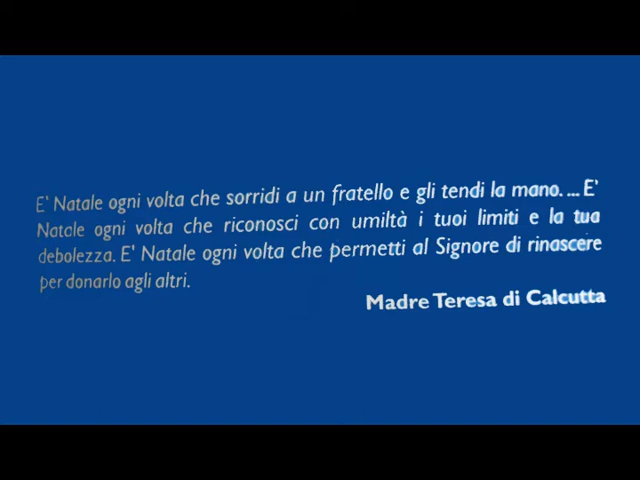 E' Natale ogni volta che sorridi a un fratello e gli tendi la mano. ... E'
Natale ogni volta che riconosci con umiltà i tuoi limiti e la tua
debolezza. E' Natale ogni volta che permetti al Signore di rinascere
per donarlo agli altri.
Madre Teresa di Calcutta